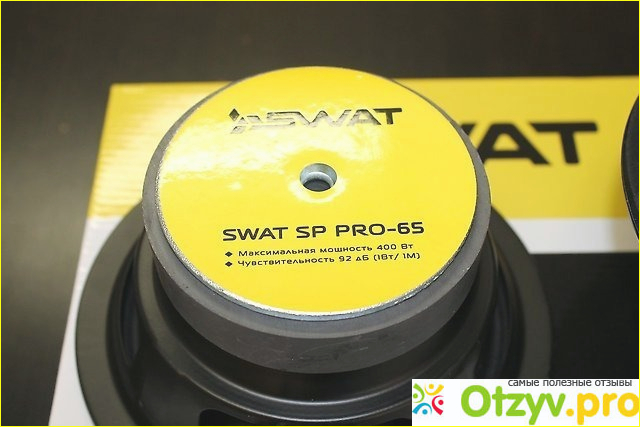 SWAT
WAT
SWAT SP PRO-65
Максимальная мощность 400 Вт
Чувствительность 92 дБ (1Вт/ 1М)
самые полезные отзывы
Otzyv.pro